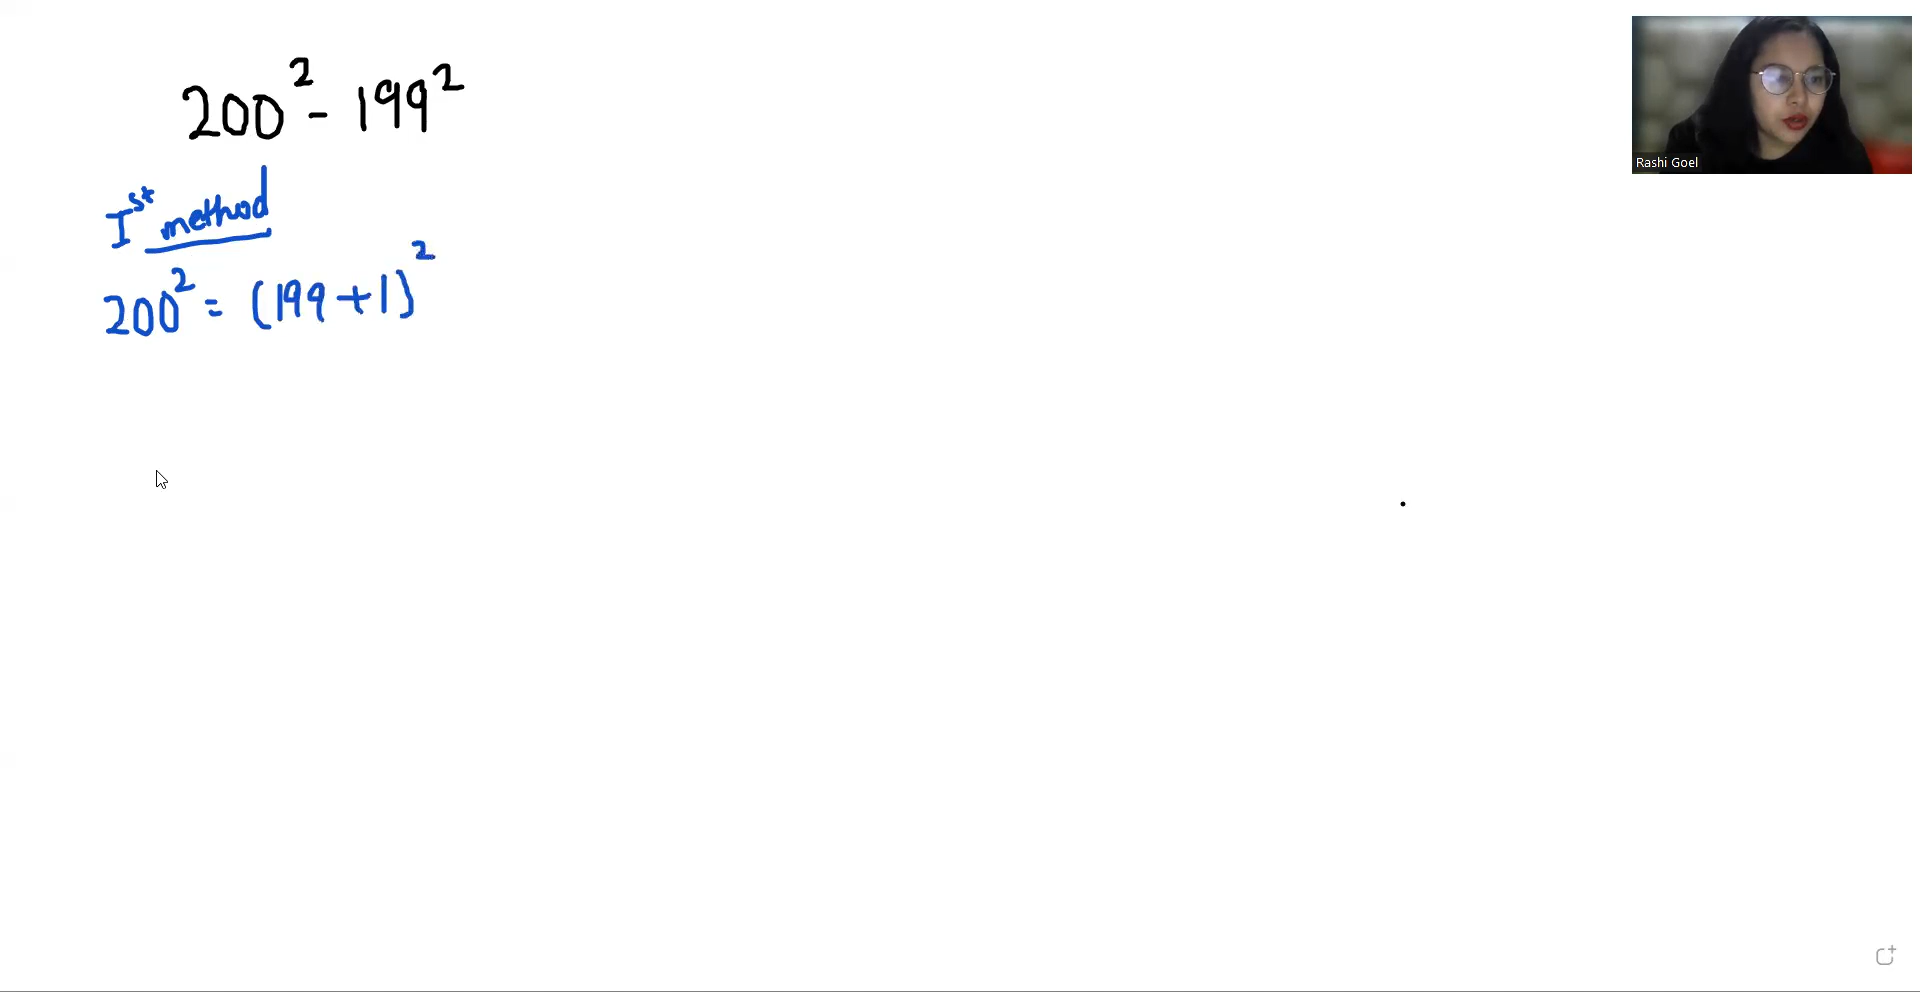 200² - 199²
Iˢᵗ method
200² = (199 + 1)²
Rashi Goel